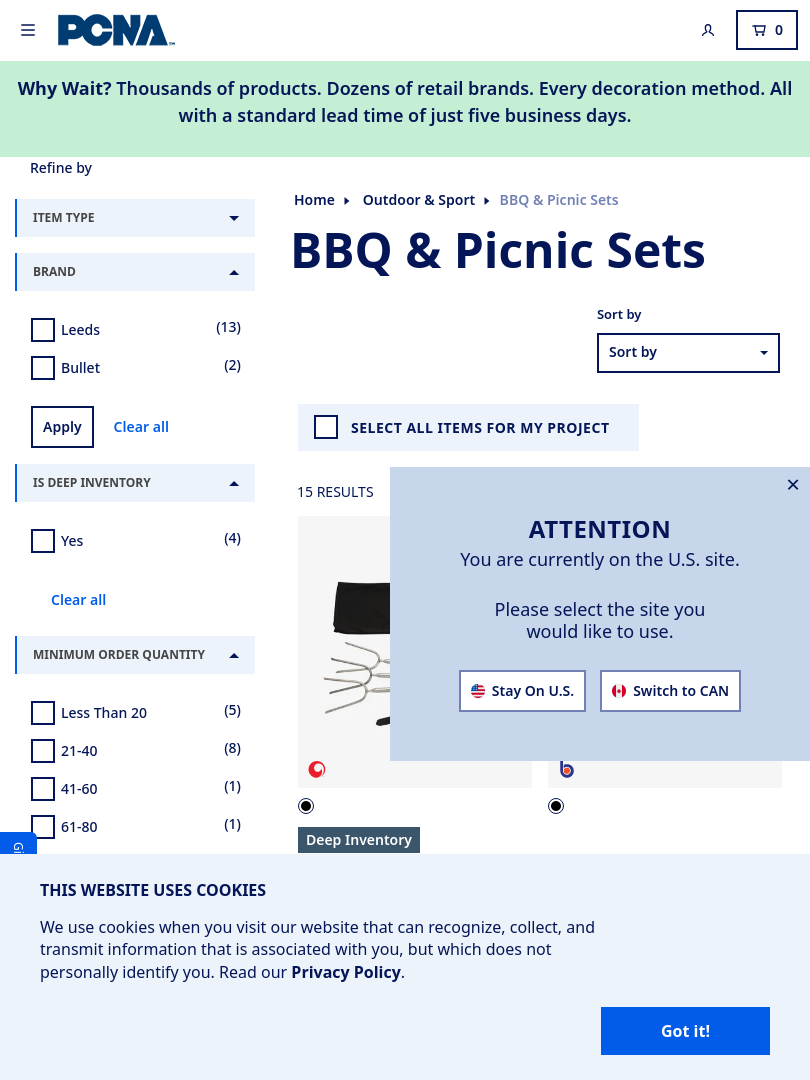 PCNA
0
Why Wait? Thousands of products. Dozens of retail brands. Every decoration method. All
with a standard lead time of just five business days.
Refine by
ITEM TYPE
BRAND
Leeds (13)
Bullet (2)
Apply Clear all
IS DEEP INVENTORY
Yes (4)
Clear all
MINIMUM ORDER QUANTITY
Less Than 20 (5)
21-40 (8)
41-60 (1)
61-80 (1)
Home Outdoor & Sport BBQ & Picnic Sets
BBQ & Picnic Sets
Sort by
Sort by
SELECT ALL ITEMS FOR MY PROJECT
15 RESULTS
ATTENTION
You are currently on the U.S. site.
Please select the site you
would like to use.
Stay On U.S. Switch to CAN
Deep Inventory
THIS WEBSITE USES COOKIES
We use cookies when you visit our website that can recognize, collect, and
transmit information that is associated with you, but which does not
personally identify you. Read our Privacy Policy.
Got it!